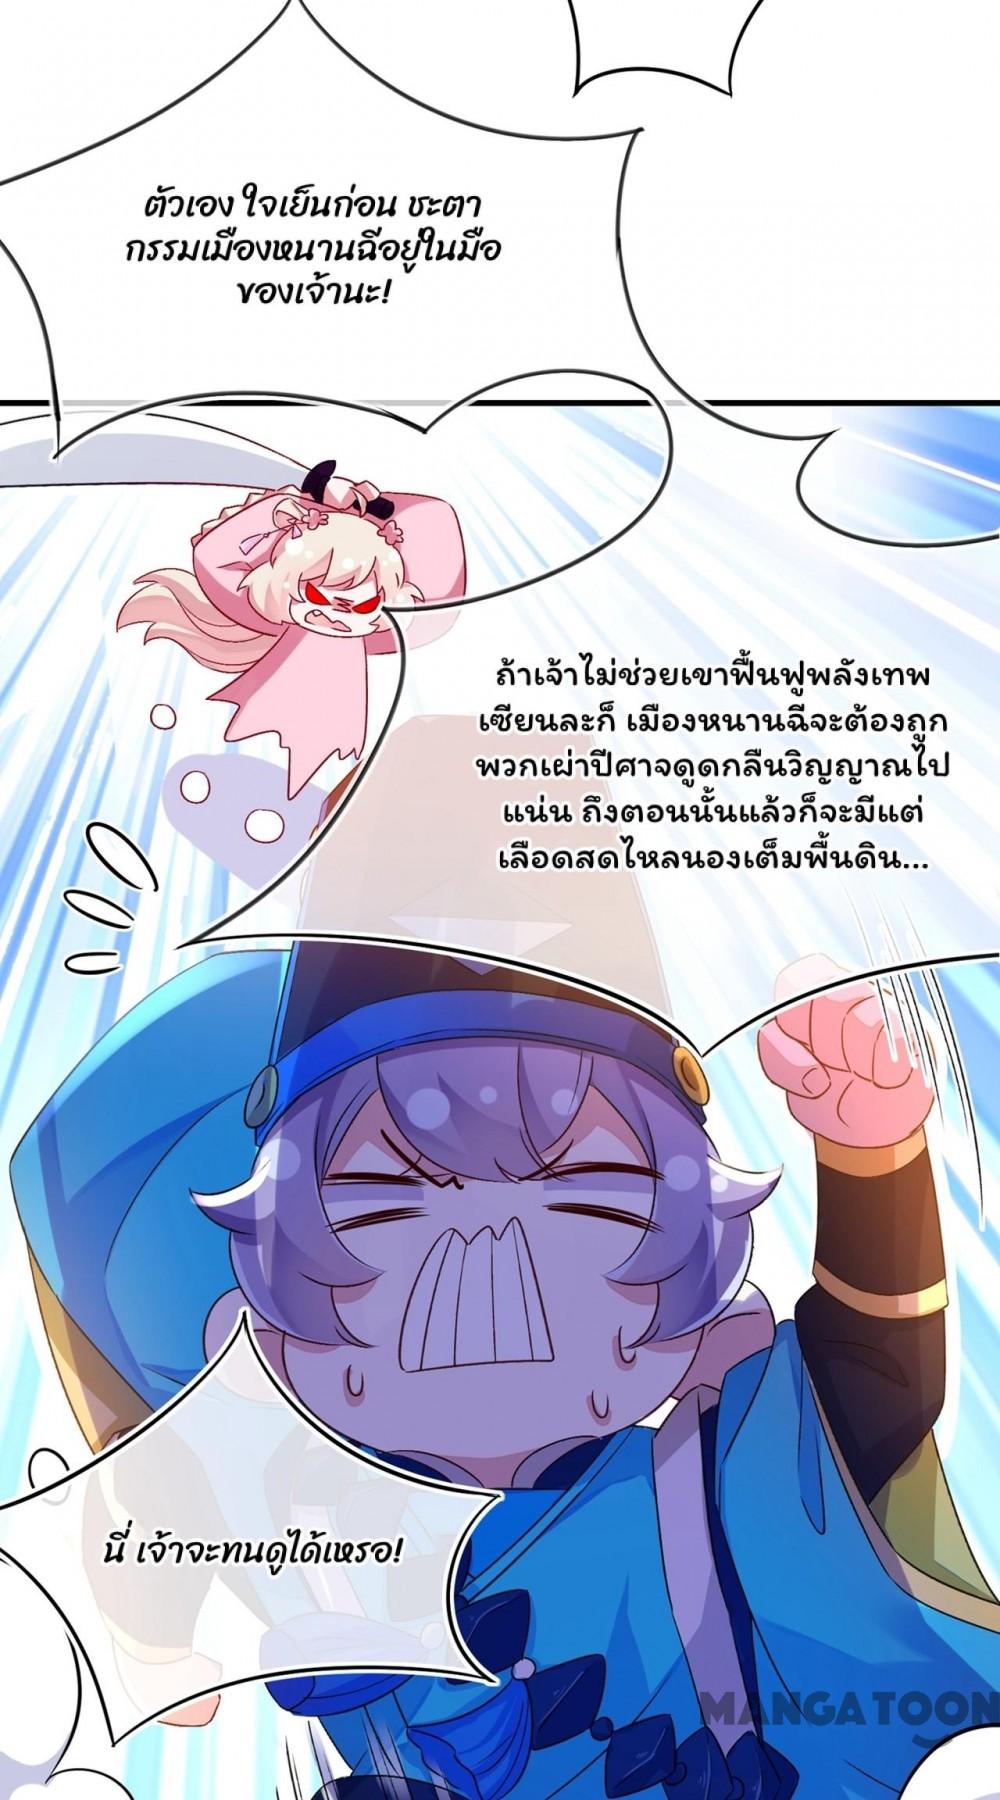 ตัวเอง ใจเย็นก่อน ชะตา
กรรมเมืองหนานฉีอยู่ในมือ
ของเจ้านะ!
ถ้าเจ้าไม่ช่วยเขาฟื้นฟูพลังเทพ
เซียนละก็ เมืองหนานฉีจะต้องถูก
พวกเผ่าปีศาจดูดกลืนวิญญาณไป
แน่น ถึงตอนนั้นแล้วก็จะมีแต่
เลือดสดไหลนองเต็มพื้นดิน...
นี่ เจ้าจะทนดูได้เหรอ!
MANGATOON